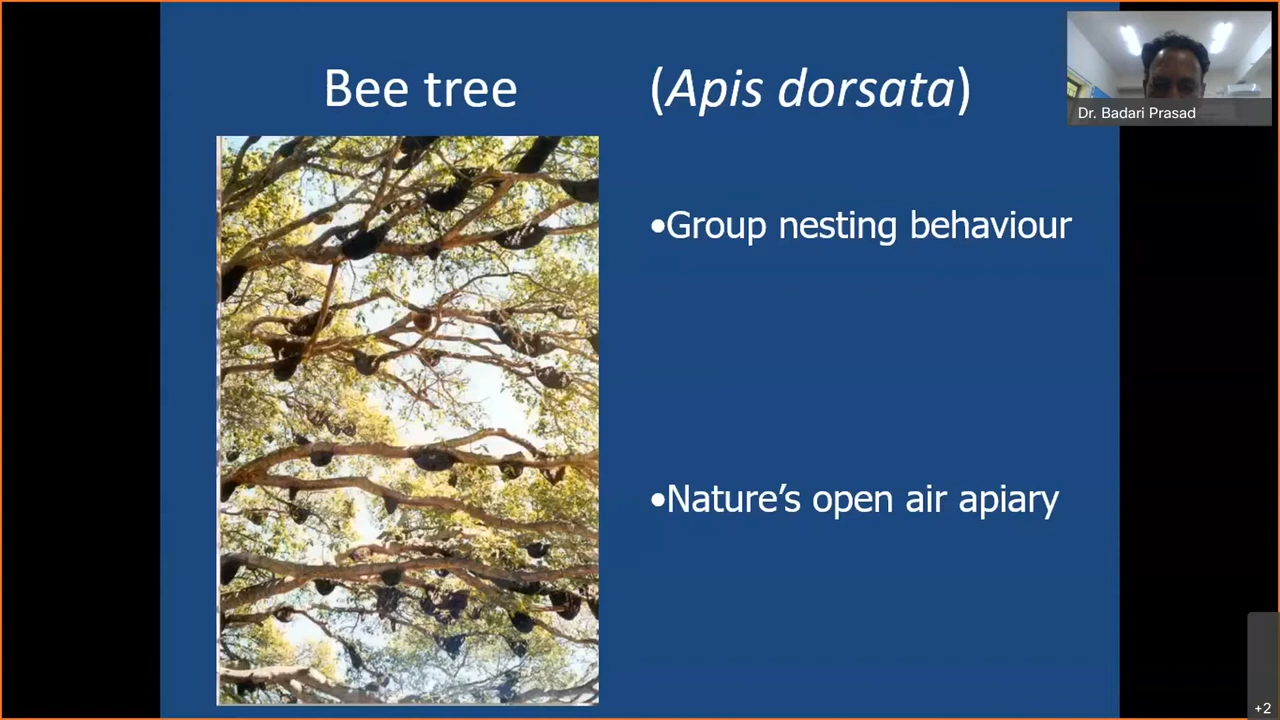 Bee tree (Apis dorsata)
Dr. Badari Prasad
•Group nesting behaviour
•Nature’s open air apiary
+2